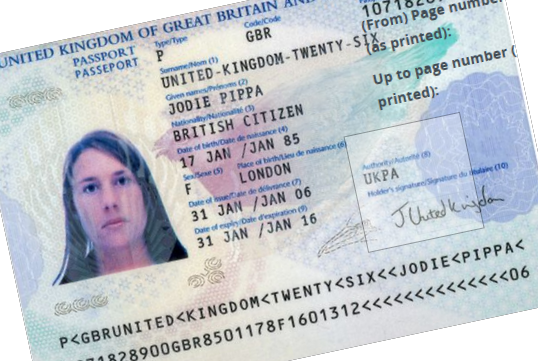 UNITED KINGDOM OF GREAT BRITAIN AND
PASSPORT
PASSEPORT
Type/Type
P
Code/Code
GBR
(From) Page number
(as printed):
Up to page number (
printed):
Surname/Nom (1)
UNITED-KINGDOM-TWENTY-SIX
Given names/Prénoms (2)
JODIE PIPPA
Nationality/Nationalité (3)
BRITISH CITIZEN
Date of birth/Date de naissance (4)
17 JAN /JAN 85
Sex/Sexe (5)
F
Place of birth/Lieu de naissance (6)
LONDON
Date of issue/Date de délivrance (7)
31 JAN /JAN 06
Date of expiry/Date d'expiration (9)
31 JAN /JAN 16
Authority/Autorité (8)
UKPA
Holder's signature/Signature du titulaire (10)
J United kingdom
P<GBRUNITED<KINGDOM<TWENTY<SIX<<JODIE<PIPPA<
71828900GBR8501178F1601312<<<<<<<<<<<<<<06